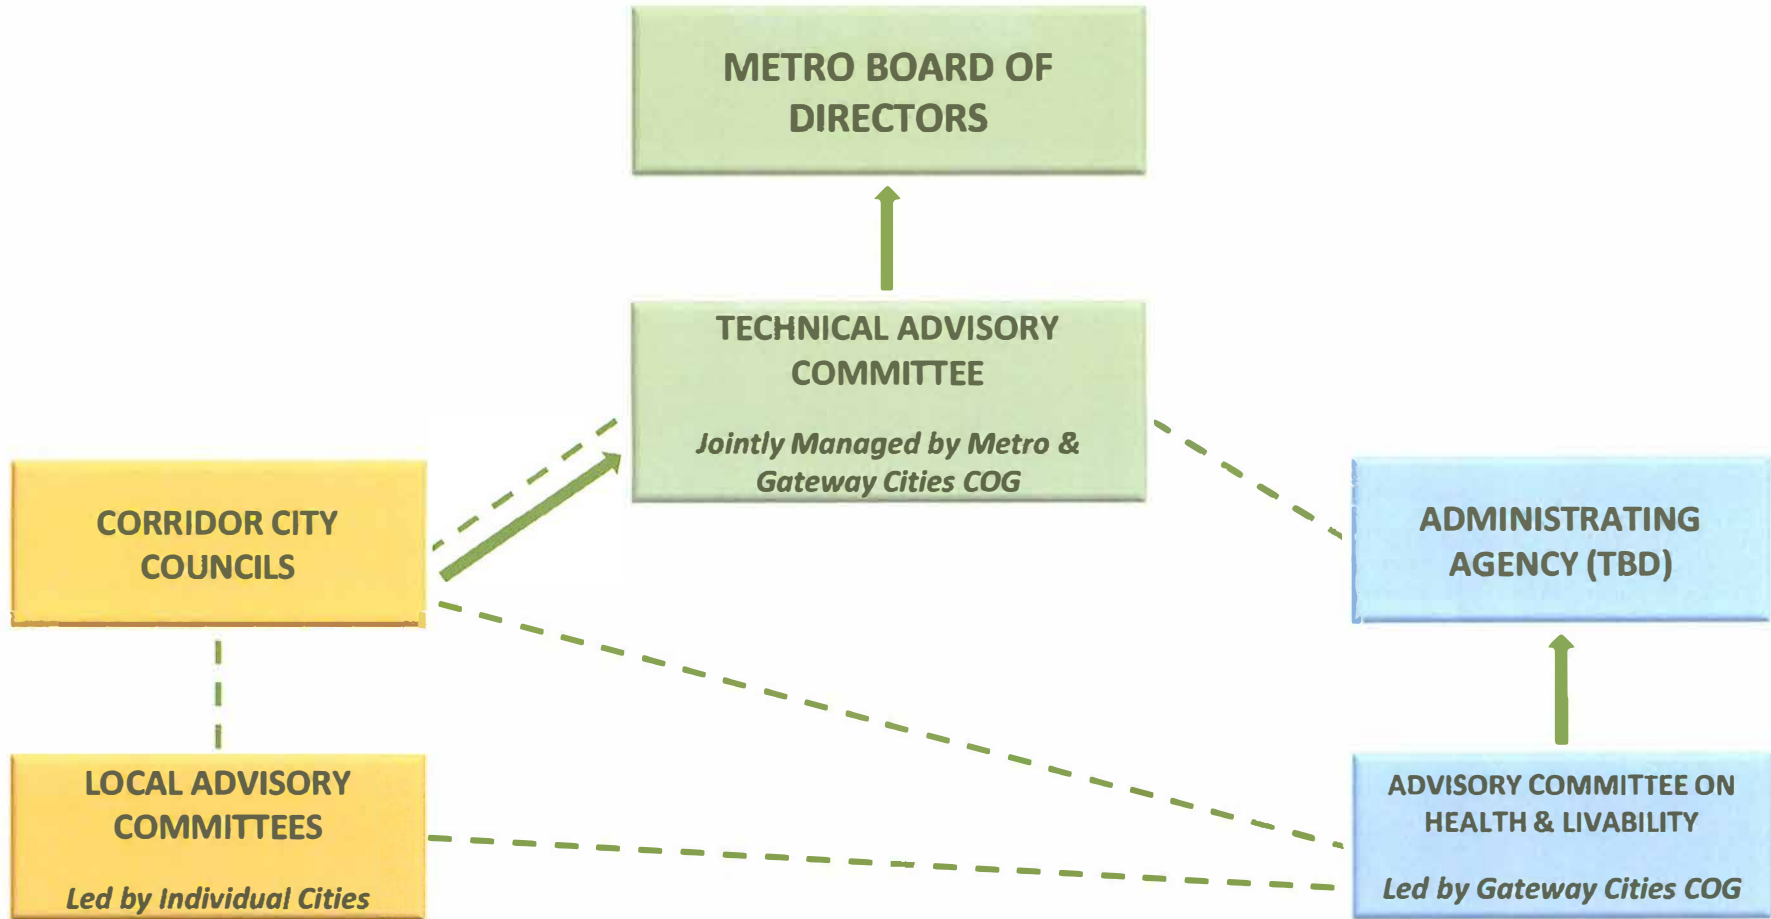 METRO BOARD OF
DIRECTORS
TECHNICAL ADVISORY
COMMITTEE
Jointly Managed by Metro &
Gateway Cities COG
CORRIDOR CITY
COUNCILS
ADMINISTRATING
AGENCY (TBD)
LOCAL ADVISORY
COMMITTEES
Led by Individual Cities
ADVISORY COMMITTEE ON
HEALTH & LIVABILITY
Led by Gateway Cities COG